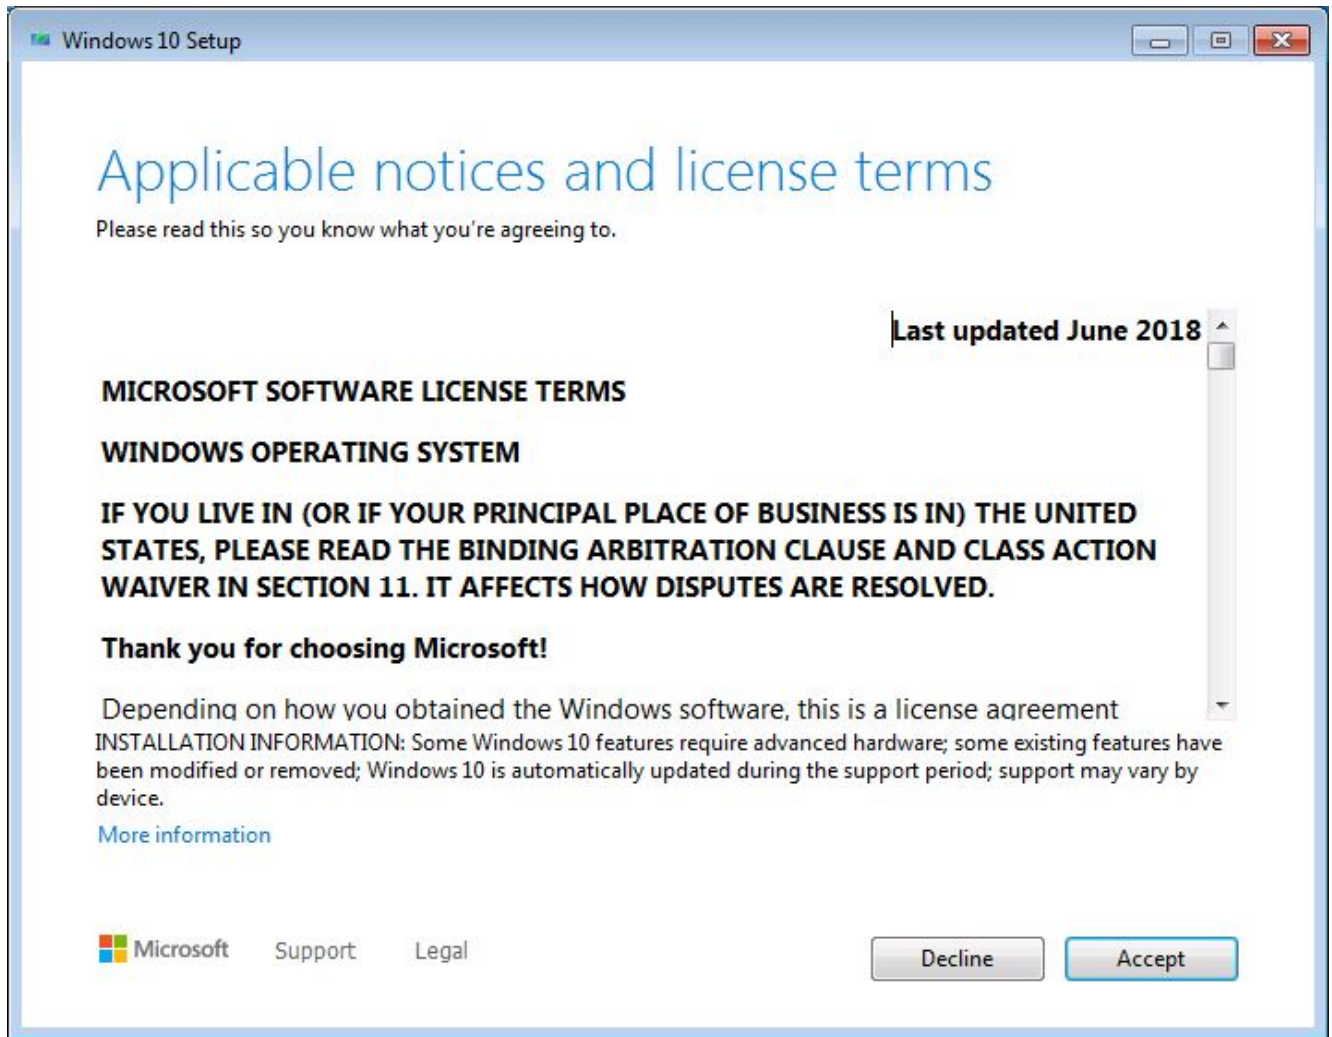 Windows 10 Setup
Applicable notices and license terms
Please read this so you know what you're agreeing to.
Last updated June 2018
MICROSOFT SOFTWARE LICENSE TERMS
WINDOWS OPERATING SYSTEM
IF YOU LIVE IN (OR IF YOUR PRINCIPAL PLACE OF BUSINESS IS IN) THE UNITED
STATES, PLEASE READ THE BINDING ARBITRATION CLAUSE AND CLASS ACTION
WAIVER IN SECTION 11. IT AFFECTS HOW DISPUTES ARE RESOLVED.
Thank you for choosing Microsoft!
Depending on how you obtained the Windows software, this is a license agreement
INSTALLATION INFORMATION: Some Windows 10 features require advanced hardware; some existing features have
been modified or removed; Windows 10 is automatically updated during the support period; support may vary by
device.
More information
Microsoft Support Legal Decline Accept